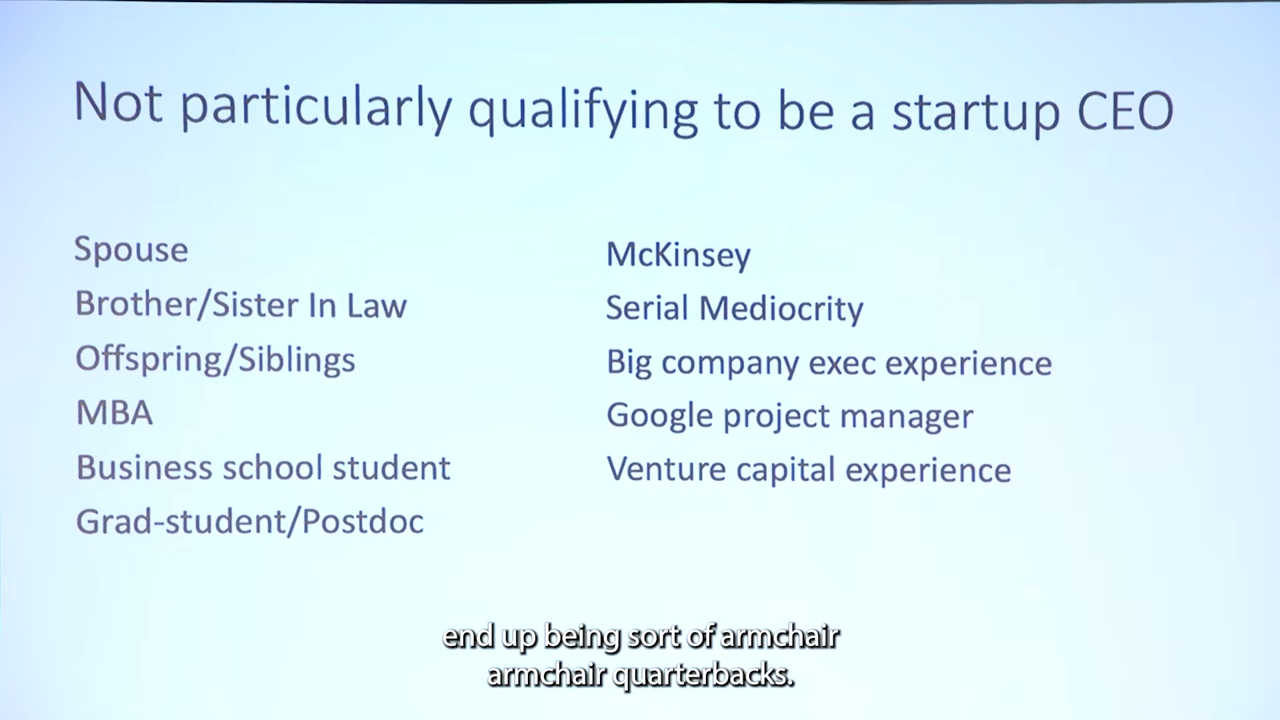 Not particularly qualifying to be a startup CEO
Spouse
Brother/Sister In Law
Offspring/Siblings
MBA
Business school student
Grad-student/Postdoc
McKinsey
Serial Mediocrity
Big company exec experience
Google project manager
Venture capital experience
end up being sort of armchair
armchair quarterbacks.